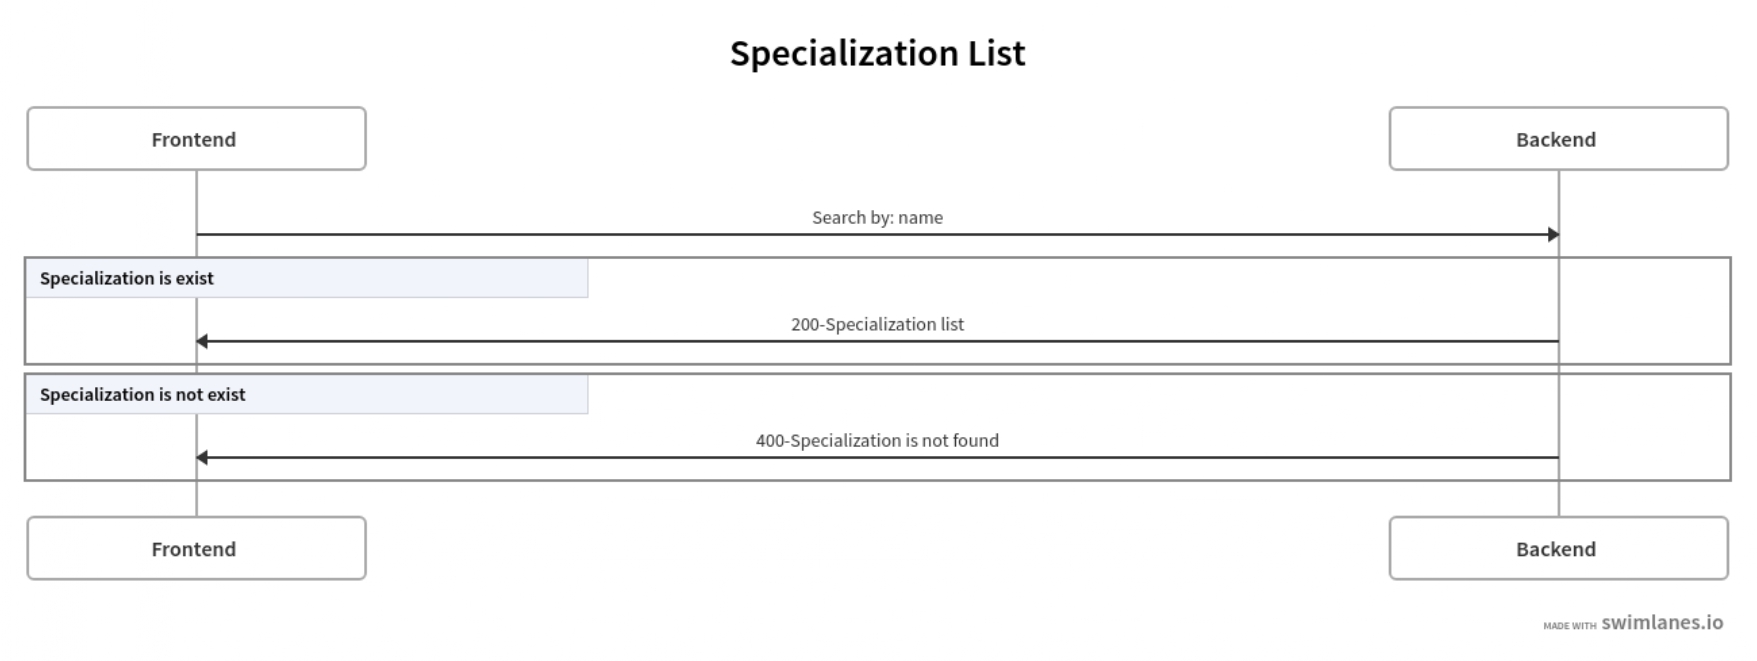 Specialization List
Frontend
Backend
Search by: name
Specialization is exist
200-Specialization list
Specialization is not exist
400-Specialization is not found
Frontend
Backend
MADE WITH swimlanes.io